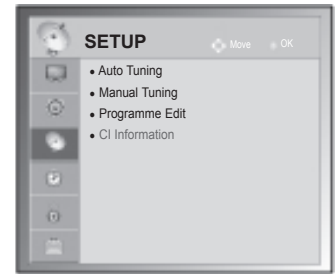 SETUP
Move
OK
• Auto Tuning
• Manual Tuning
• Programme Edit
• CI Information